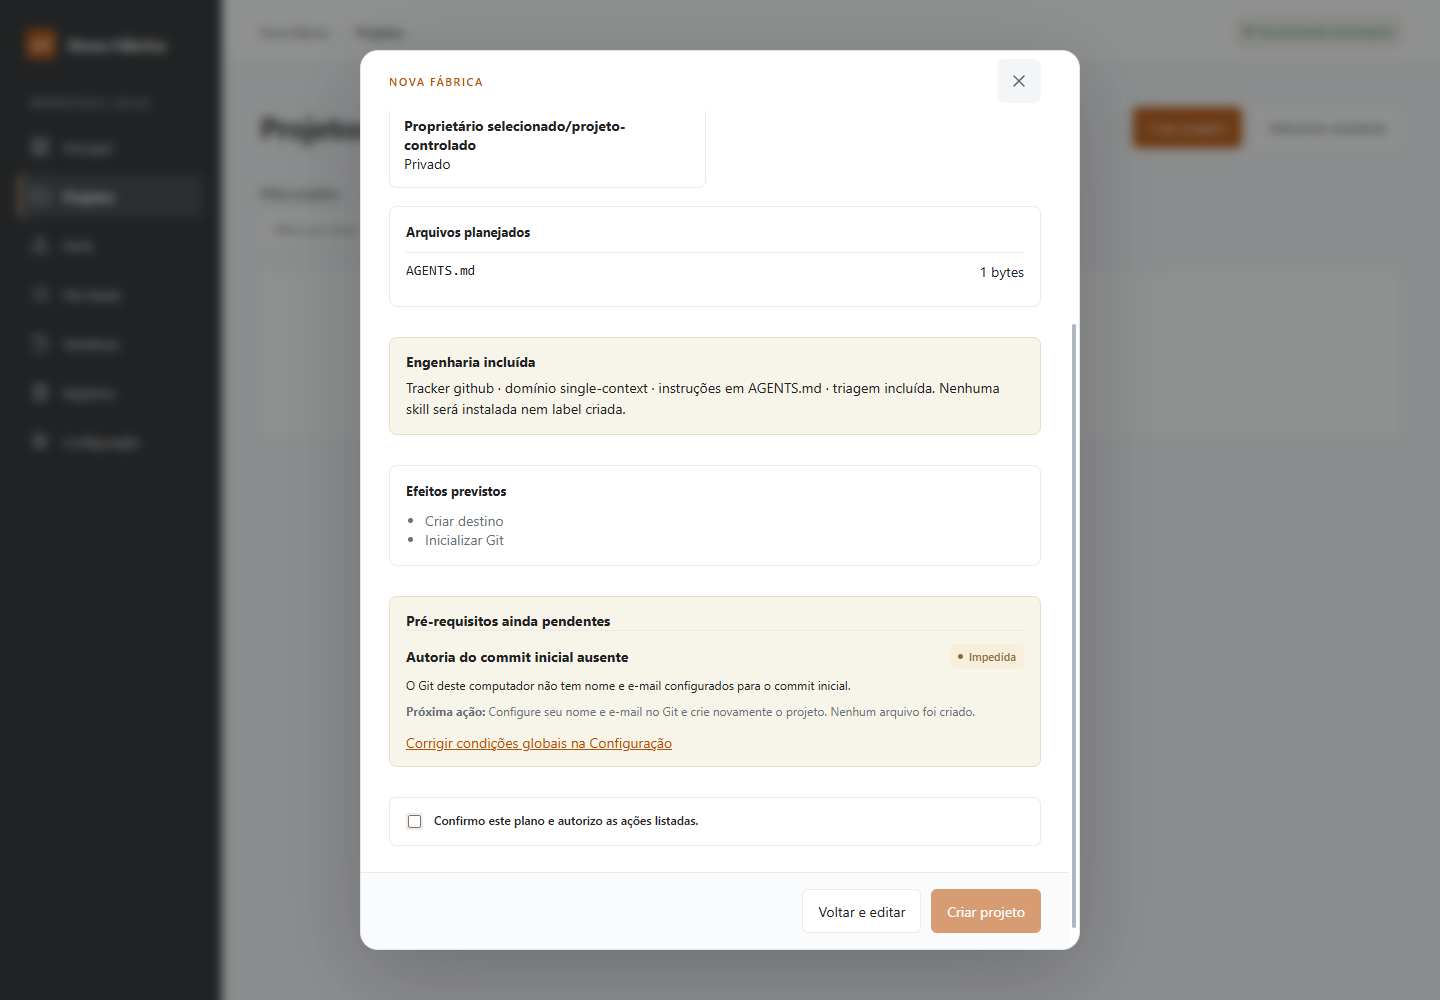 NOVA FÁBRICA
Proprietário selecionado/projeto-
controlado
Privado
Arquivos planejados
AGENTS.md 1 bytes
Engenharia incluída
Tracker github · domínio single-context · instruções em AGENTS.md · triagem incluída. Nenhuma
skill será instalada nem label criada.
Efeitos previstos
• Criar destino
• Inicializar Git
Pré-requisitos ainda pendentes
Autoria do commit inicial ausente
• Impedida
O Git deste computador não tem nome e e-mail configurados para o commit inicial.
Próxima ação: Configure seu nome e e-mail no Git e crie novamente o projeto. Nenhum arquivo foi criado.
Corrigir condições globais na Configuração
Confirmo este plano e autorizo as ações listadas.
Voltar e editar
Criar projeto